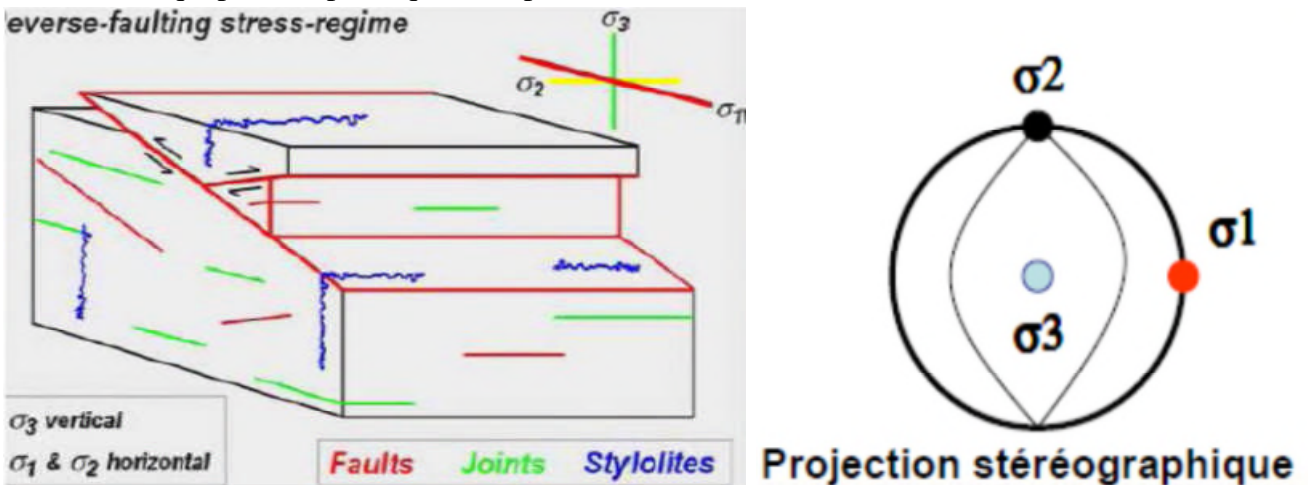 everse-faulting stress-regime
σ3
σ2
σ1
σ3 vertical
σ1 & σ2 horizontal
Faults Joints Stylolites
σ2
σ1
σ3
Projection stéréographique